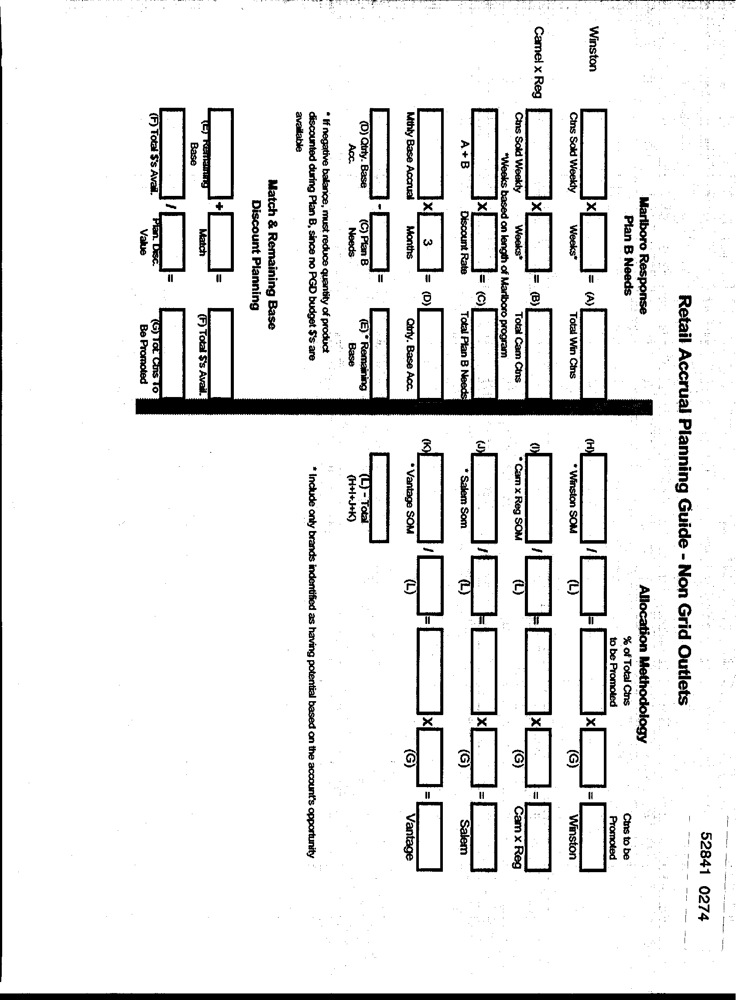 52841 0274
Retail Accrual Planning Guide - Non Grid Outlets
Marlboro Response
Plan B Needs
Winston
X = (A)
Ctns Sold Weekly Weeks* Total Win Ctns
Camel x Reg
X = (B)
Ctns Sold Weekly Weeks* Total Cam Ctns
*Weeks based on length of Marlboro program
X = (C)
A + B Discount Rate Total Plan B Needs
X 3 = (D)
Mthly Base Accrual Months Qtrly. Base Acc.
- =
(D) Qtrly. Base (C) Plan B (E) * Remaining
Acc. Needs Base
* If negative balance, must reduce quantity of product
discounted during Plan B, since no PGD budget $'s are
available
Match & Remaining Base
Discount Planning
+ =
(E) Remaining Match (F) Total $'s Avail.
Base
/ =
(F) Total $'s Avail. Plan. Disc. (G) Tot. Ctns To
Value Be Promoted
Allocation Methodology
% of Total Ctns Ctns to be
to be Promoted Promoted
(H) / = X =
* Winston SOM (L) (G) Winston
(I) / = X =
* Cam x Reg SOM (L) (G) Cam x Reg
(J) / = X =
* Salem Som (L) (G) Salem
(K) / = X =
* Vantage SOM (L) (G) Vantage
(L) - Total
(H+I+J+K)
* Include only brands indentified as having potential based on the account's opportunity